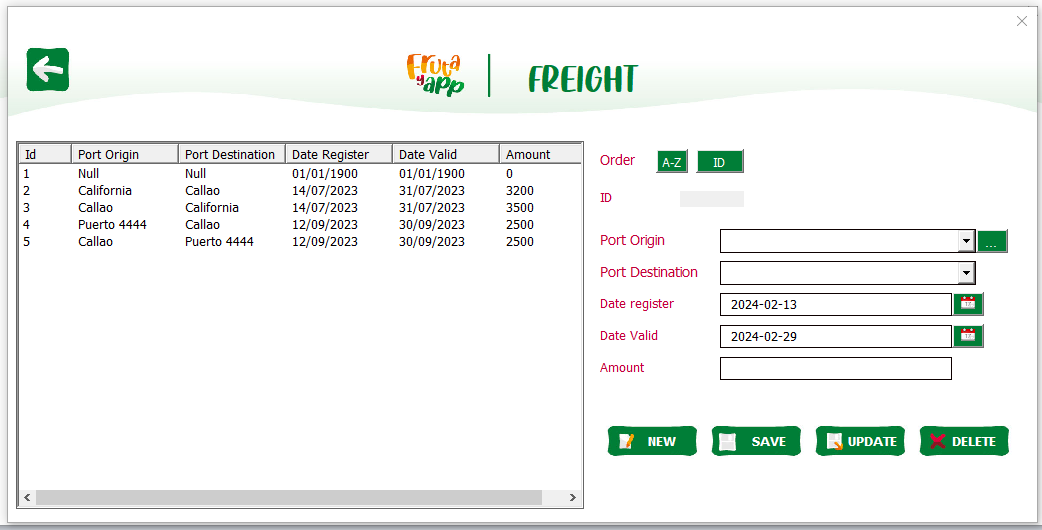 Fruta
y app
FREIGHT
Id Port Origin Port Destination Date Register Date Valid Amount
1 Null Null 01/01/1900 01/01/1900 0
2 California Callao 14/07/2023 31/07/2023 3200
3 Callao California 14/07/2023 31/07/2023 3500
4 Puerto 4444 Callao 12/09/2023 30/09/2023 2500
5 Callao Puerto 4444 12/09/2023 30/09/2023 2500
Order A-Z ID
ID
Port Origin ...
Port Destination
Date register 2024-02-13
Date Valid 2024-02-29
Amount
NEW SAVE UPDATE DELETE